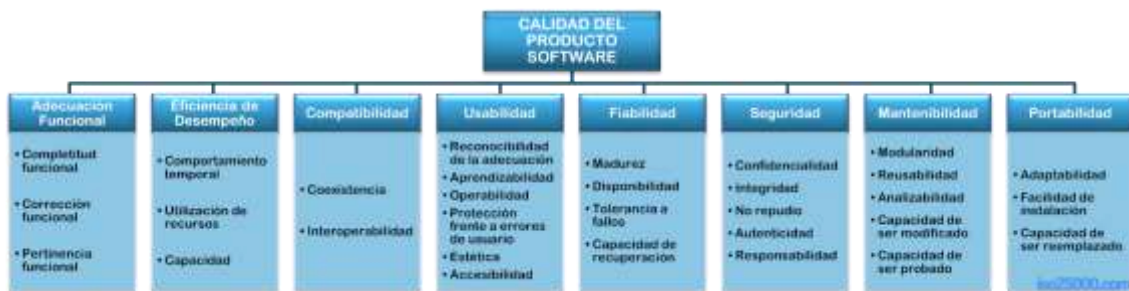 CALIDAD DEL
PRODUCTO
SOFTWARE
Adecuación
Funcional
• Completitud
funcional
• Corrección
funcional
• Pertinencia
funcional
Eficiencia de
Desempeño
• Comportamiento
temporal
• Utilización de
recursos
• Capacidad
Compatibilidad
• Coexistencia
• Interoperabilidad
Usabilidad
• Reconocibilidad
de la adecuación
• Aprendizabilidad
• Operabilidad
• Protección
frente a errores
de usuario
• Estética
• Accesibilidad
Fiabilidad
• Madurez
• Disponibilidad
• Tolerancia a
fallos
• Capacidad de
recuperación
Seguridad
• Confidencialidad
• Integridad
• No repudio
• Autenticidad
• Responsabilidad
Mantenibilidad
• Modularidad
• Reusabilidad
• Analizabilidad
• Capacidad de
ser modificado
• Capacidad de
ser probado
Portabilidad
• Adaptabilidad
• Facilidad de
instalación
• Capacidad de
ser reemplazado
iso25000.com